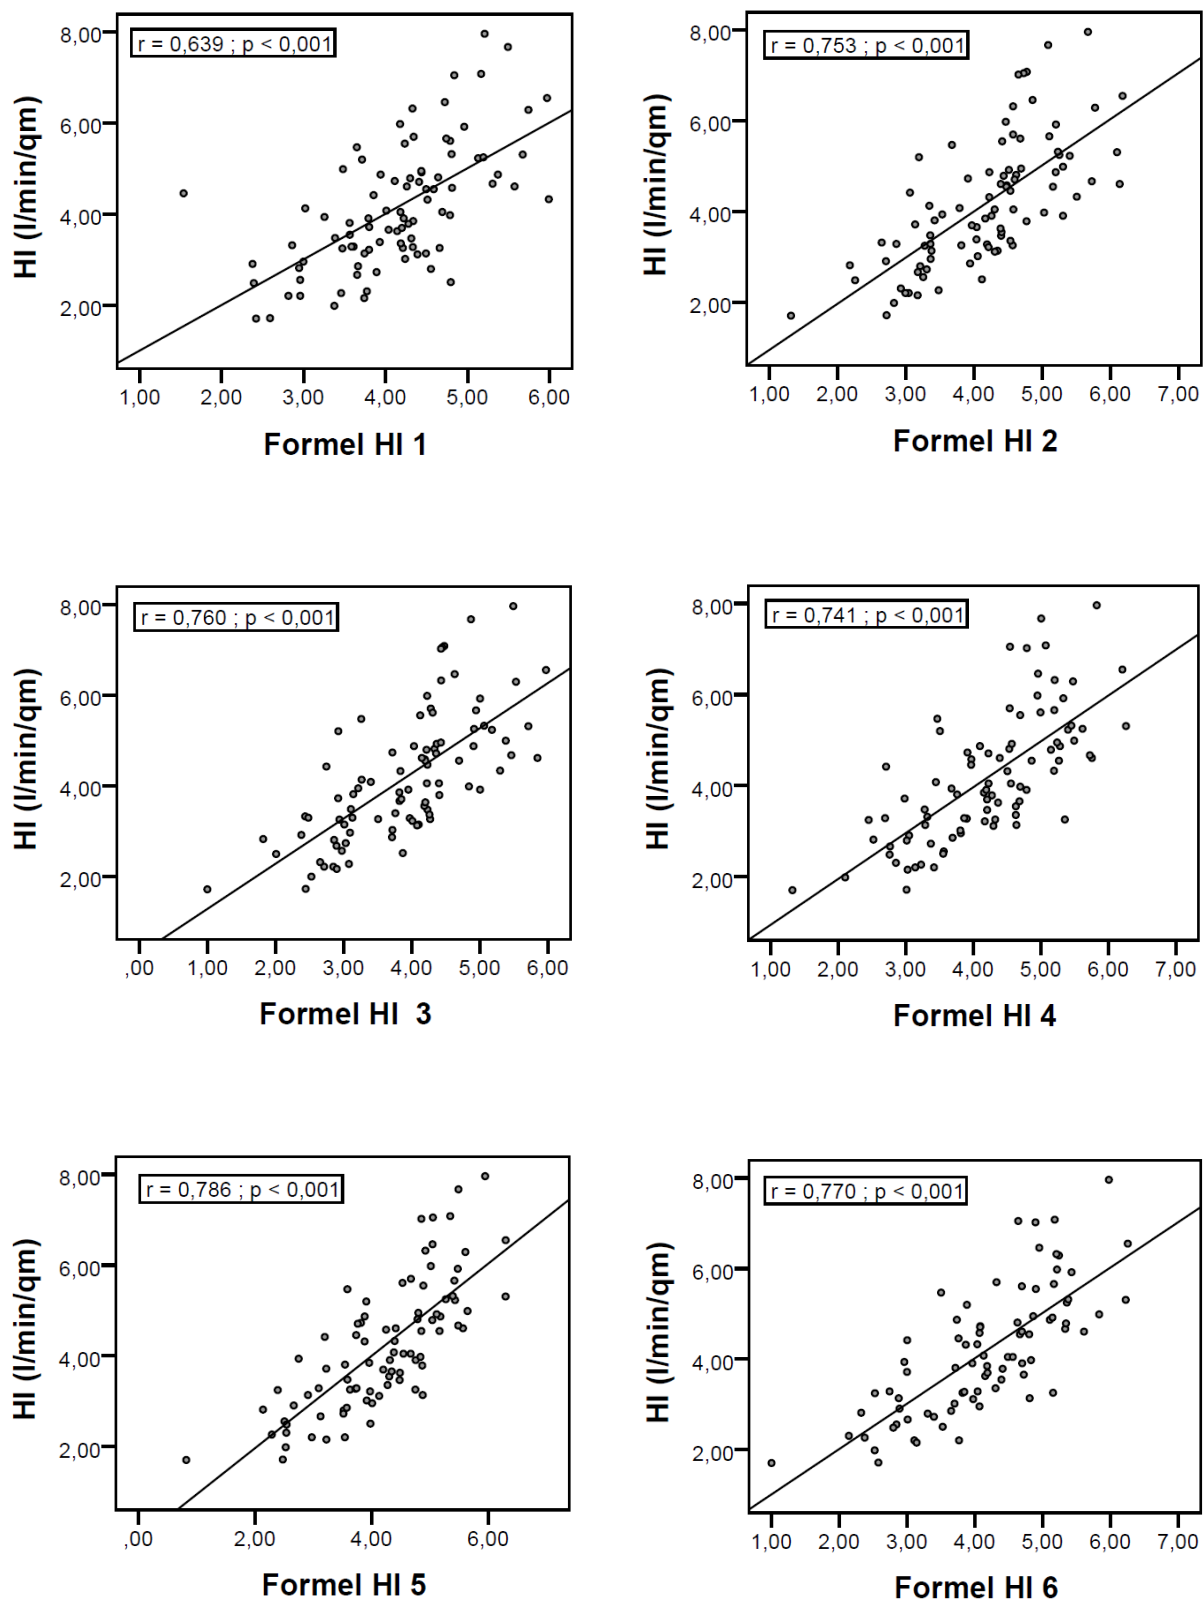 r = 0,639 ; p < 0,001
8,00
6,00
4,00
2,00
HI (l/min/qm)
1,00 2,00 3,00 4,00 5,00 6,00
Formel HI 1
r = 0,753 ; p < 0,001
8,00
6,00
4,00
2,00
HI (l/min/qm)
1,00 2,00 3,00 4,00 5,00 6,00 7,00
Formel HI 2
r = 0,760 ; p < 0,001
8,00
6,00
4,00
2,00
HI (l/min/qm)
,00 1,00 2,00 3,00 4,00 5,00 6,00
Formel HI 3
r = 0,741 ; p < 0,001
8,00
6,00
4,00
2,00
HI (l/min/qm)
1,00 2,00 3,00 4,00 5,00 6,00 7,00
Formel HI 4
r = 0,786 ; p < 0,001
8,00
6,00
4,00
2,00
HI (l/min/qm)
,00 2,00 4,00 6,00
Formel HI 5
r = 0,770 ; p < 0,001
8,00
6,00
4,00
2,00
HI (l/min/qm)
1,00 2,00 3,00 4,00 5,00 6,00 7,00
Formel HI 6